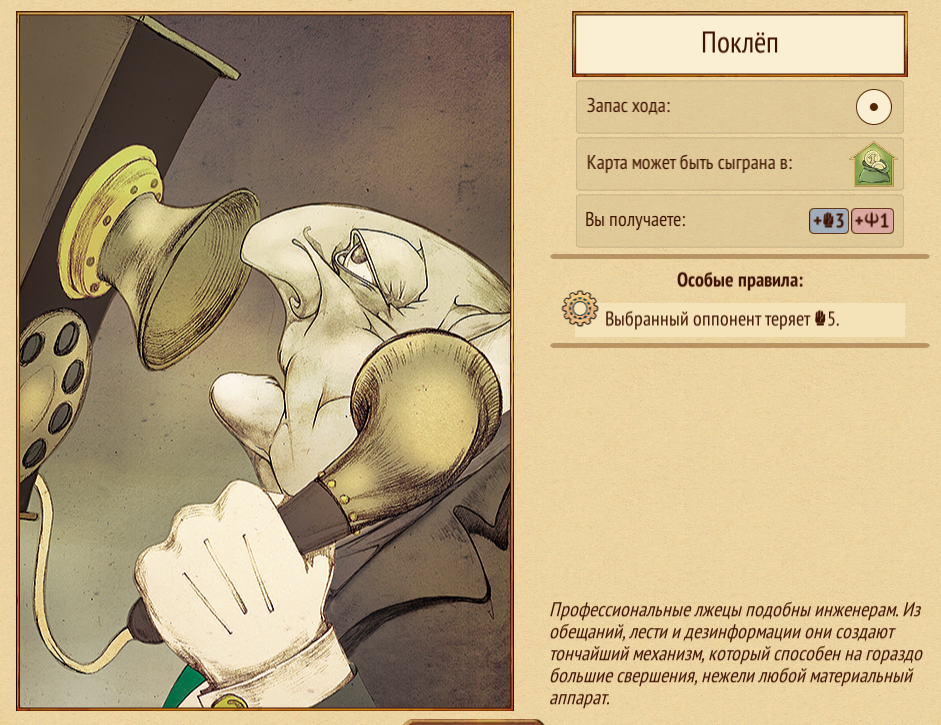 Поклёп
Запас хода:
Карта может быть сыграна в:
Вы получаете: +3 +1
Особые правила:
Выбранный оппонент теряет 5.
Профессиональные лжецы подобны инженерам. Из
обещаний, лести и дезинформации они создают
тончайший механизм, который способен на гораздо
большие свершения, нежели любой материальный
аппарат.